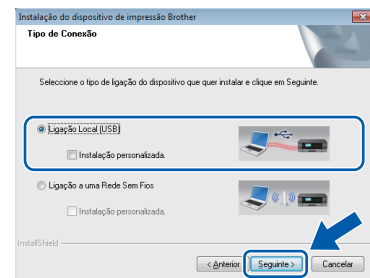 Instalação do dispositivo de impressão Brother
Tipo de Conexão
Seleccione o tipo de ligação do dispositivo que quer instalar e clique em Seguinte.
Ligação Local (USB)
Instalação personalizada.
Ligação a uma Rede Sem Fios
Instalação personalizada.
InstallShield
< Anterior
Seguinte >
Cancelar